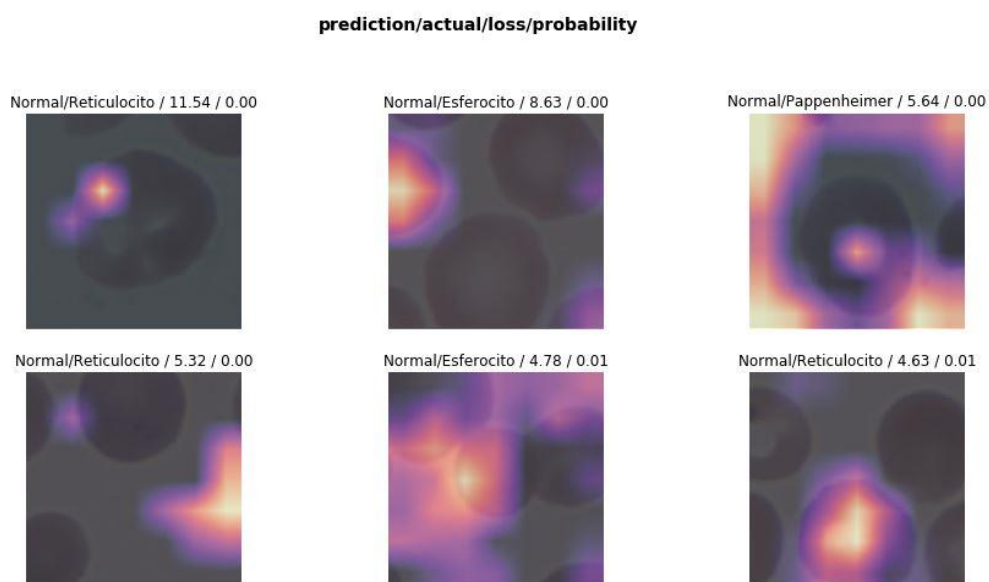 prediction/actual/loss/probability
Normal/Reticulocito / 11.54 / 0.00
Normal/Esferocito / 8.63 / 0.00
Normal/Pappenheimer / 5.64 / 0.00
Normal/Reticulocito / 5.32 / 0.00
Normal/Esferocito / 4.78 / 0.01
Normal/Reticulocito / 4.63 / 0.01